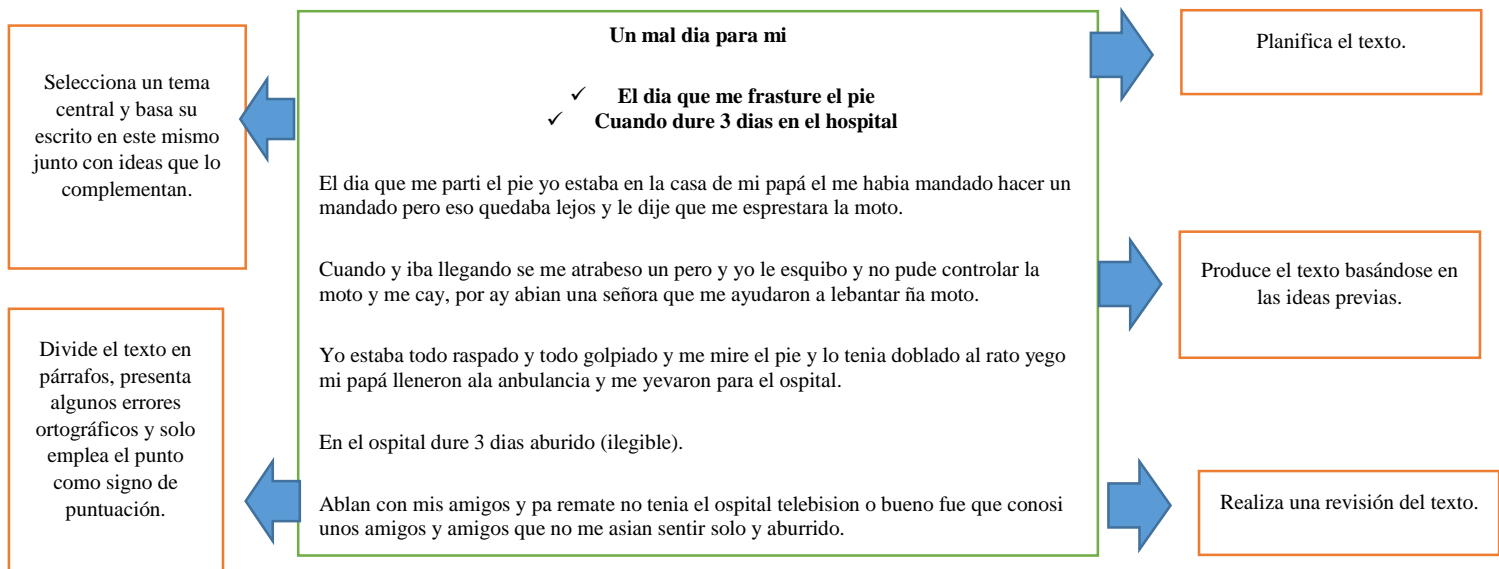 Un mal dia para mi
✓ El dia que me frasture el pie
✓ Cuando dure 3 dias en el hospital
El dia que me parti el pie yo estaba en la casa de mi papá el me habia mandado hacer un
mandado pero eso quedaba lejos y le dije que me esprestara la moto.
Cuando y iba llegando se me atrabeso un pero y yo le esquibo y no pude controlar la
moto y me cay, por ay abian una señora que me ayudaron a lebantar ña moto.
Yo estaba todo raspado y todo golpiado y me mire el pie y lo tenia doblado al rato yego
mi papá lleneron ala anbulancia y me yevaron para el ospital.
En el ospital dure 3 dias aburido (ilegible).
Ablan con mis amigos y pa remate no tenia el ospital telebision o bueno fue que conosi
unos amigos y amigos que no me asian sentir solo y aburrido.
Selecciona un tema
central y basa su
escrito en este mismo
junto con ideas que lo
complementan.
Divide el texto en
párrafos, presenta
algunos errores
ortográficos y solo
emplea el punto
como signo de
puntuación.
Planifica el texto.
Produce el texto basándose en
las ideas previas.
Realiza una revisión del texto.